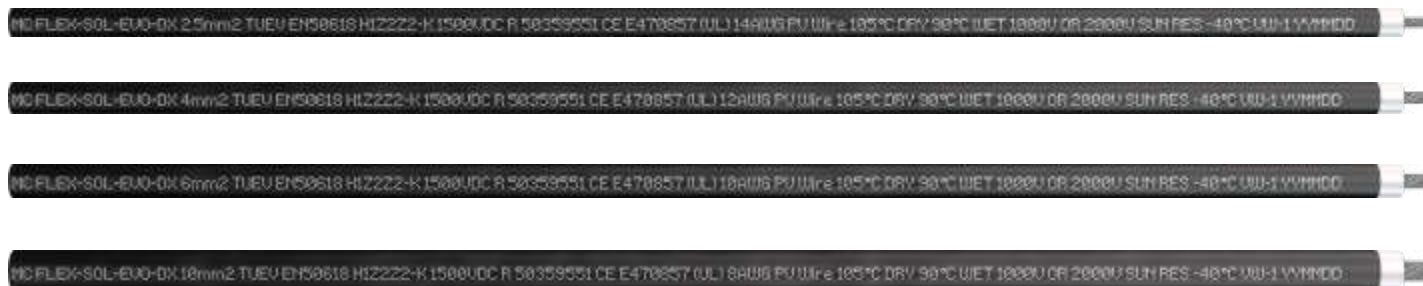 MC FLEX-SOL-EVO-DX 2.5mm2 TUEV EN50618 H1Z2Z2-K 1500VDC R 50359551 CE E470857 (UL) 14AWG PV Wire 105°C DRY 90°C WET 1000V OR 2000V SUN RES -40°C VW-1 YYMMDD
MC FLEX-SOL-EVO-DX 4mm2 TUEV EN50618 H1Z2Z2-K 1500VDC R 50359551 CE E470857 (UL) 12AWG PV Wire 105°C DRY 90°C WET 1000V OR 2000V SUN RES -40°C VW-1 YYMMDD
MC FLEX-SOL-EVO-DX 6mm2 TUEV EN50618 H1Z2Z2-K 1500VDC R 50359551 CE E470857 (UL) 10AWG PV Wire 105°C DRY 90°C WET 1000V OR 2000V SUN RES -40°C VW-1 YYMMDD
MC FLEX-SOL-EVO-DX 10mm2 TUEV EN50618 H1Z2Z2-K 1500VDC R 50359551 CE E470857 (UL) 8AWG PV Wire 105°C DRY 90°C WET 1000V OR 2000V SUN RES -40°C VW-1 YYMMDD